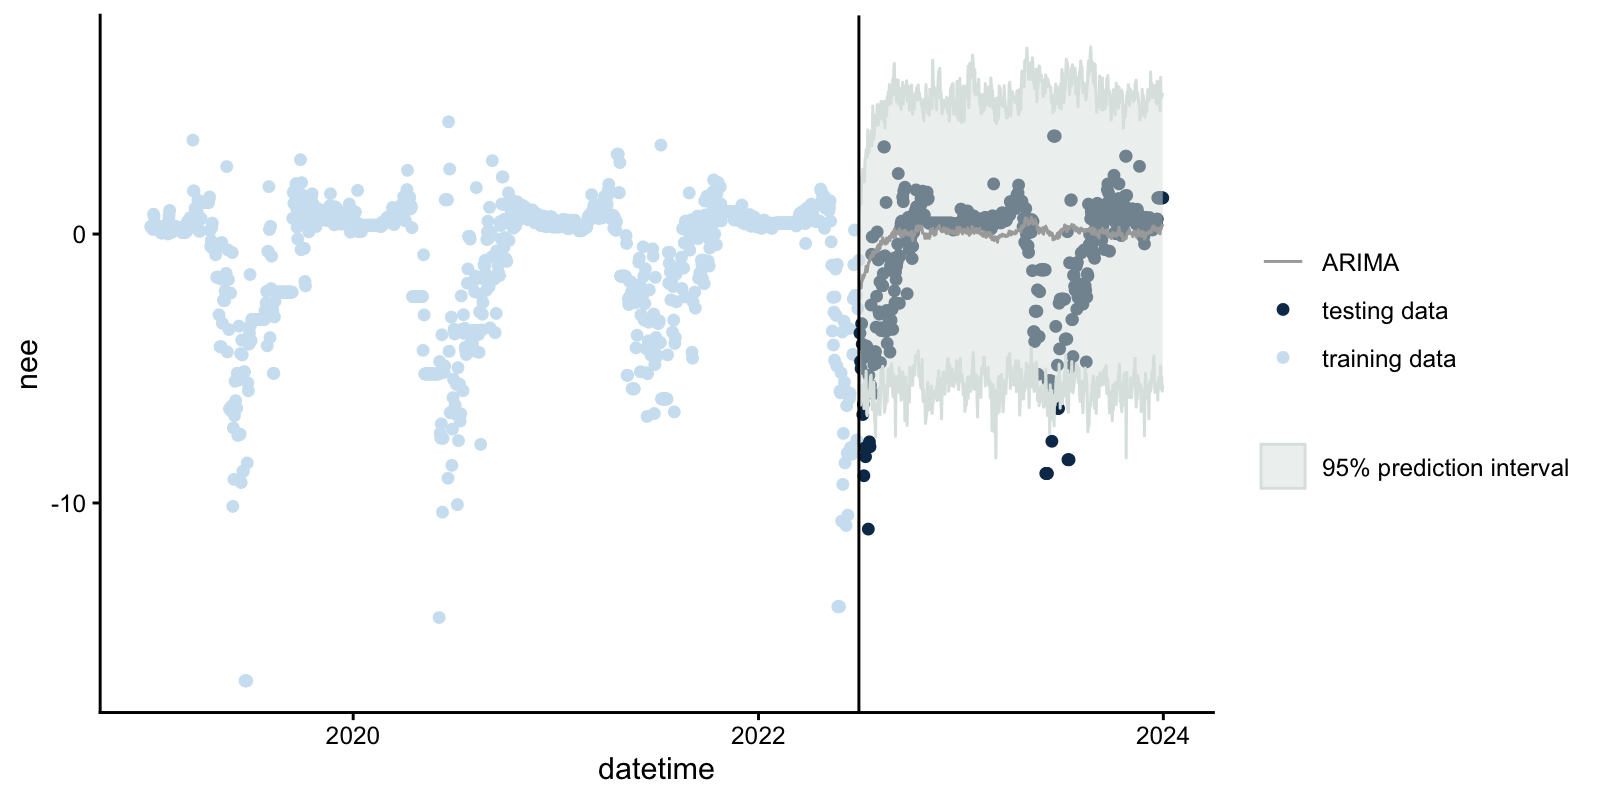 nee
0
-10
2020
2022
2024
datetime
ARIMA
testing data
training data
95% prediction interval